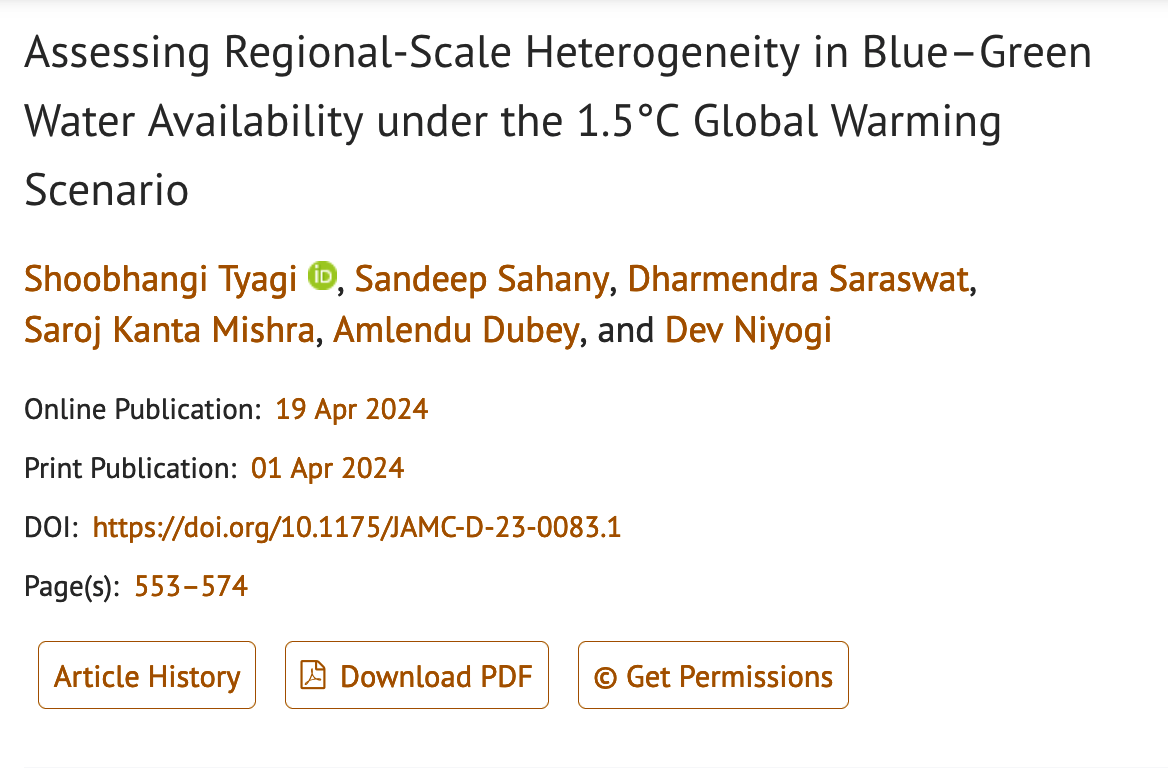 Assessing Regional-Scale Heterogeneity in Blue–Green
Water Availability under the 1.5°C Global Warming
Scenario
Shoobhangi Tyagi iD, Sandeep Sahany, Dharmendra Saraswat,
Saroj Kanta Mishra, Amlendu Dubey, and Dev Niyogi
Online Publication: 19 Apr 2024
Print Publication: 01 Apr 2024
DOI: https://doi.org/10.1175/JAMC-D-23-0083.1
Page(s): 553–574
Article History Download PDF © Get Permissions